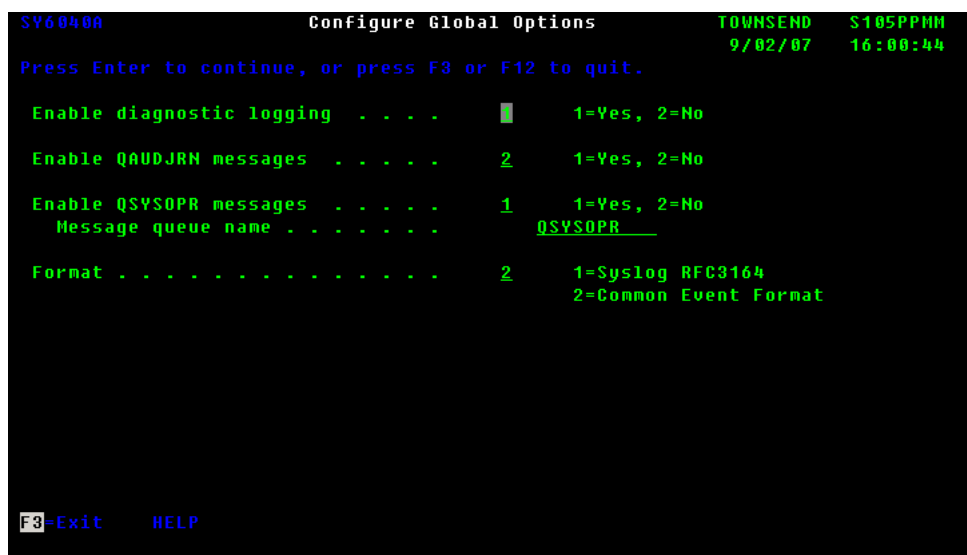 SY6040A Configure Global Options TOWNSEND S105PPMM
9/02/07 16:00:44
Press Enter to continue, or press F3 or F12 to quit.
Enable diagnostic logging . . . . 1 1=Yes, 2=No
Enable QAUDJRN messages . . . . . 2 1=Yes, 2=No
Enable QSYSOPR messages . . . . . 1 1=Yes, 2=No
Message queue name . . . . . . . QSYSOPR
Format . . . . . . . . . . . . . . 2 1=Syslog RFC3164
2=Common Event Format
F3=Exit HELP